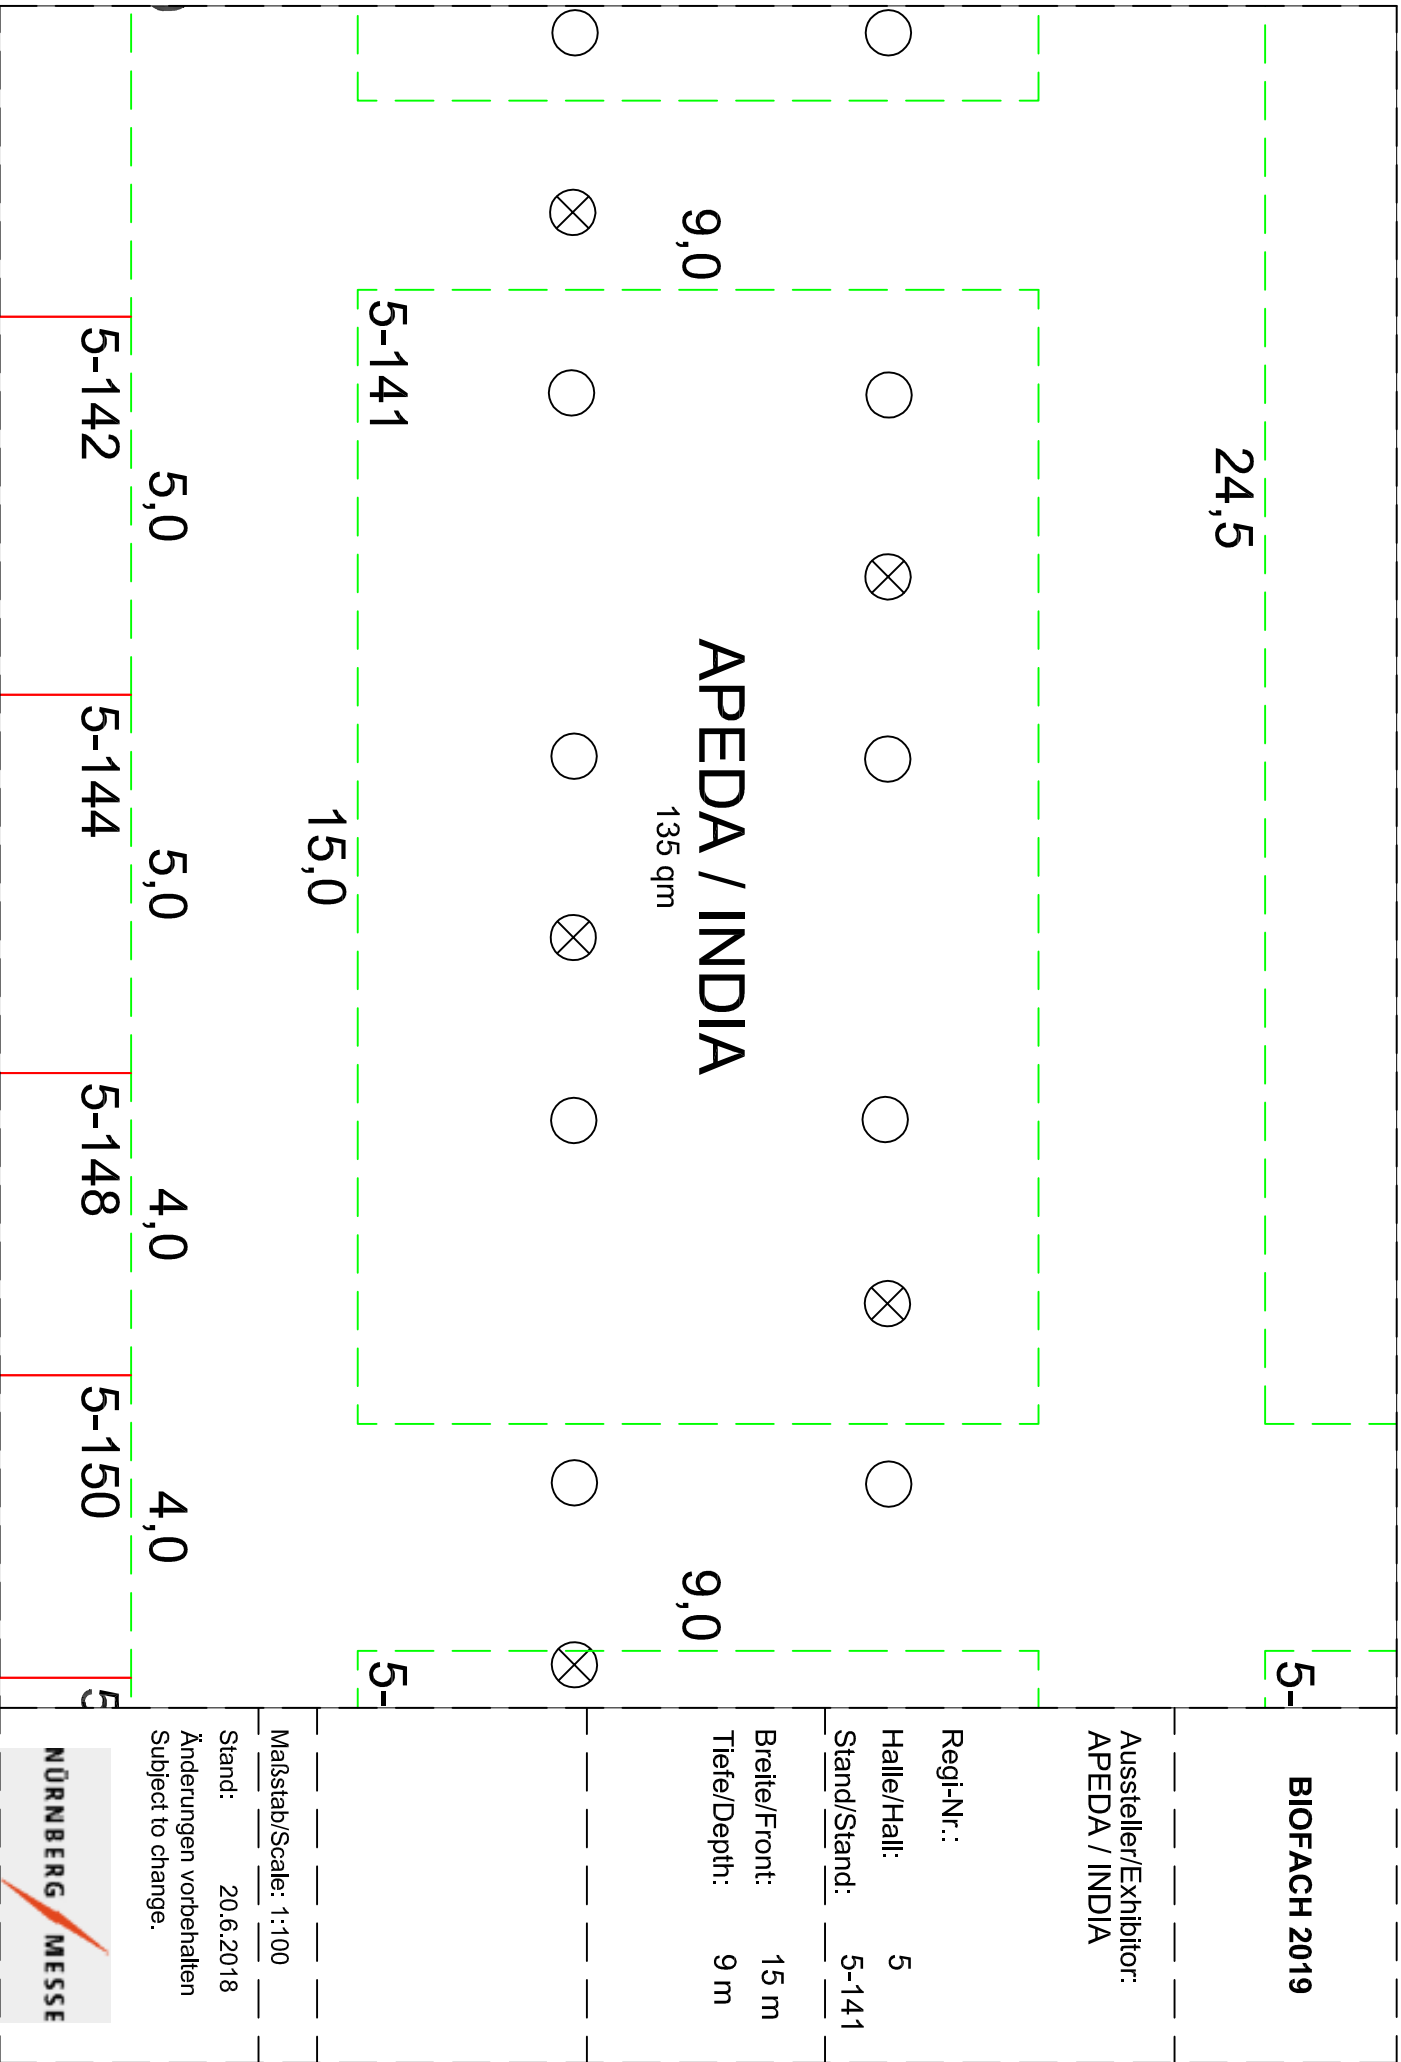 24,5
9,0
9,0
5-141
APEDA / INDIA
135 qm
15,0
5,0
5,0
4,0
4,0
5-142
5-144
5-148
5-150
5-
5-
5
BIOFACH 2019
Aussteller/Exhibitor:
APEDA / INDIA
Regi-Nr.:
Halle/Hall: 5
Stand/Stand: 5-141
Breite/Front: 15 m
Tiefe/Depth: 9 m
Maßstab/Scale: 1:100
Stand: 20.6.2018
Änderungen vorbehalten
Subject to change.
NÜRNBERG MESSE